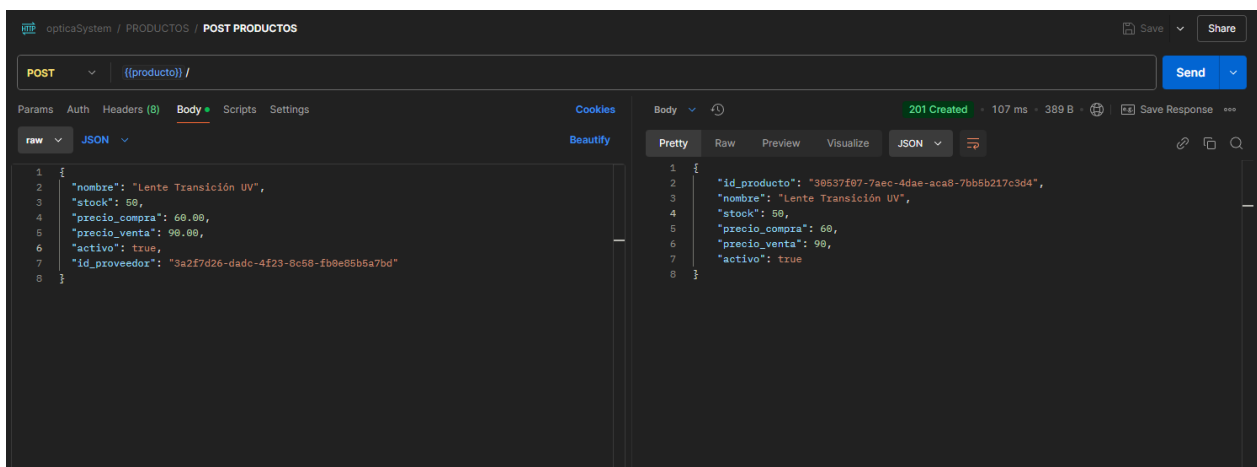 HTTP opticaSystem / PRODUCTOS / POST PRODUCTOS
Save
Share
POST
{{producto}} /
Send
Params Auth Headers (8) Body Scripts Settings
Cookies
raw JSON
Beautify
1 {
2 "nombre": "Lente Transición UV",
3 "stock": 50,
4 "precio_compra": 60.00,
5 "precio_venta": 90.00,
6 "activo": true,
7 "id_proveedor": "3a2f7d26-dadc-4f23-8c58-fb0e85b5a7bd"
8 }
Body
201 Created 107 ms 389 B e.g. Save Response
Pretty Raw Preview Visualize JSON
1 {
2 "id_producto": "30537f07-7aec-4dae-aca8-7bb5b217c3d4",
3 "nombre": "Lente Transición UV",
4 "stock": 50,
5 "precio_compra": 60,
6 "precio_venta": 90,
7 "activo": true
8 }